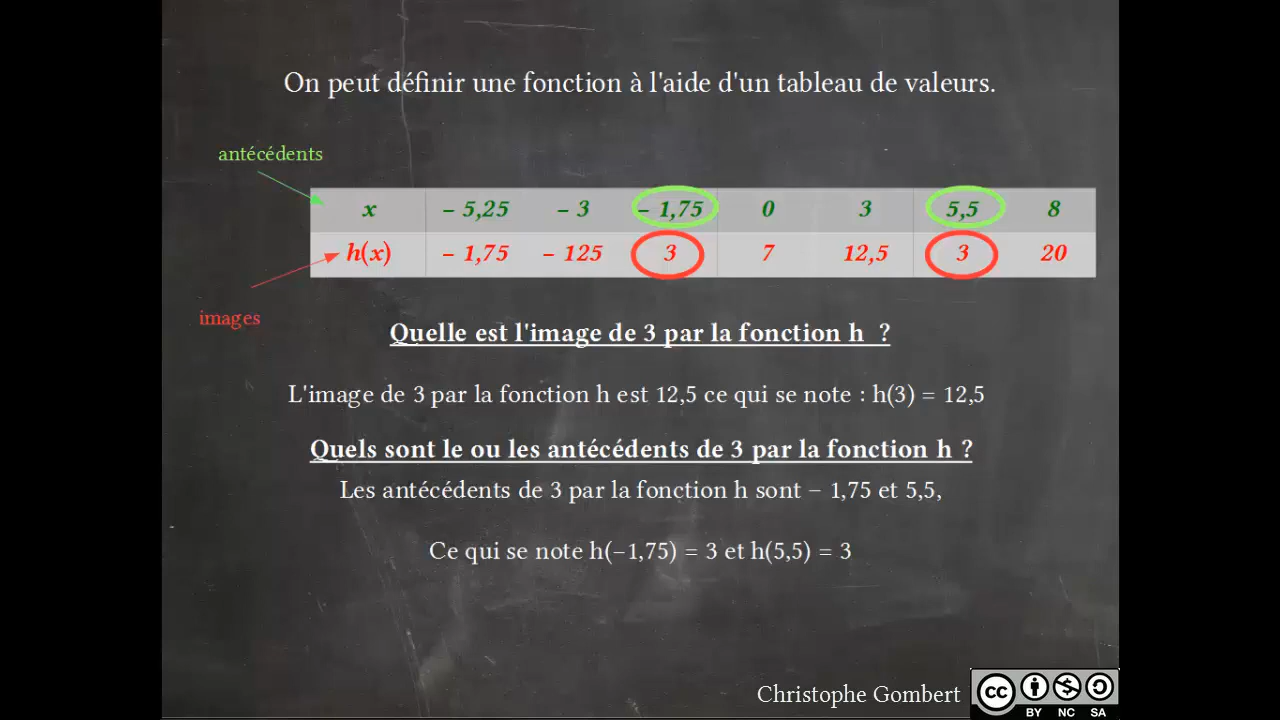 On peut définir une fonction à l'aide d'un tableau de valeurs.
antécédents
x – 5,25 – 3 – 1,75 0 3 5,5 8
h(x) – 1,75 – 125 3 7 12,5 3 20
images
Quelle est l'image de 3 par la fonction h ?
L'image de 3 par la fonction h est 12,5 ce qui se note : h(3) = 12,5
Quels sont le ou les antécédents de 3 par la fonction h ?
Les antécédents de 3 par la fonction h sont – 1,75 et 5,5,
Ce qui se note h(–1,75) = 3 et h(5,5) = 3
Christophe Gombert
cc
BY NC SA